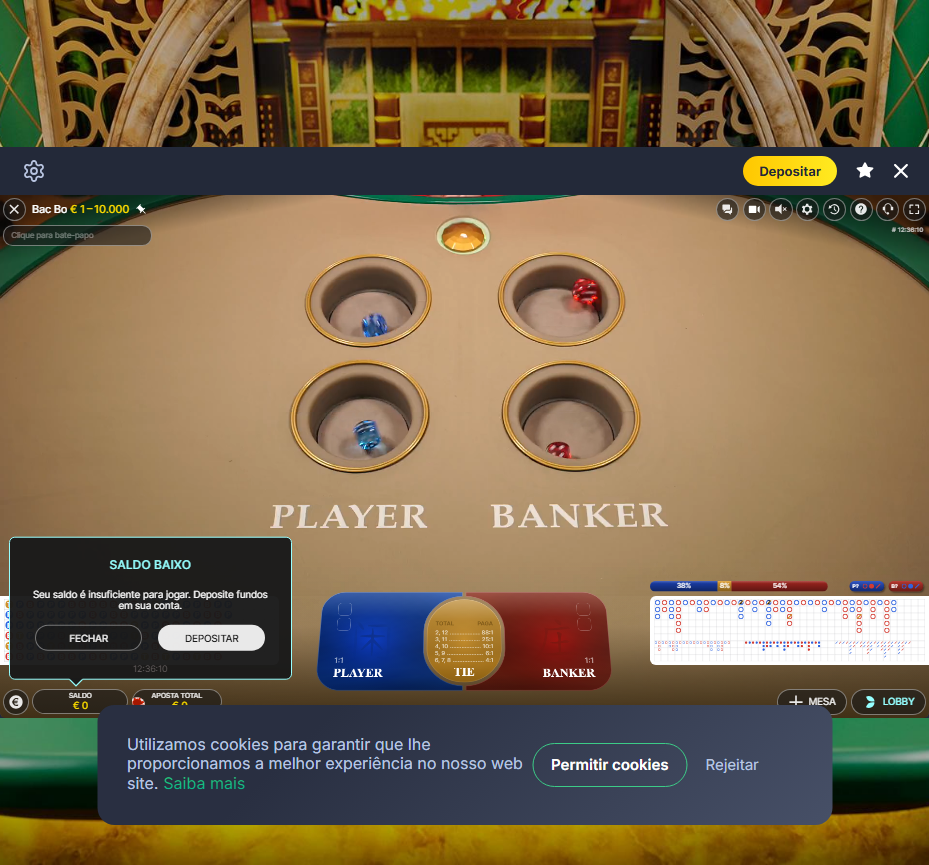 Depositar
Bac Bo € 1–10.000
Clique para bate-papo
# 12:36:10
PLAYER
BANKER
SALDO BAIXO
Seu saldo é insuficiente para jogar. Deposite fundos
em sua conta.
FECHAR
DEPOSITAR
12:36:10
38%
8%
54%
P?
B?
TOTAL PAGA
2, 12 88:1
3, 11 25:1
4, 10 10:1
5, 9 6:1
6, 7, 8 4:1
1:1
PLAYER
TIE
1:1
BANKER
SALDO
€ 0
APOSTA TOTAL
€ 0
MESA
LOBBY
Utilizamos cookies para garantir que lhe
proporcionamos a melhor experiência no nosso web
site. Saiba mais
Permitir cookies
Rejeitar